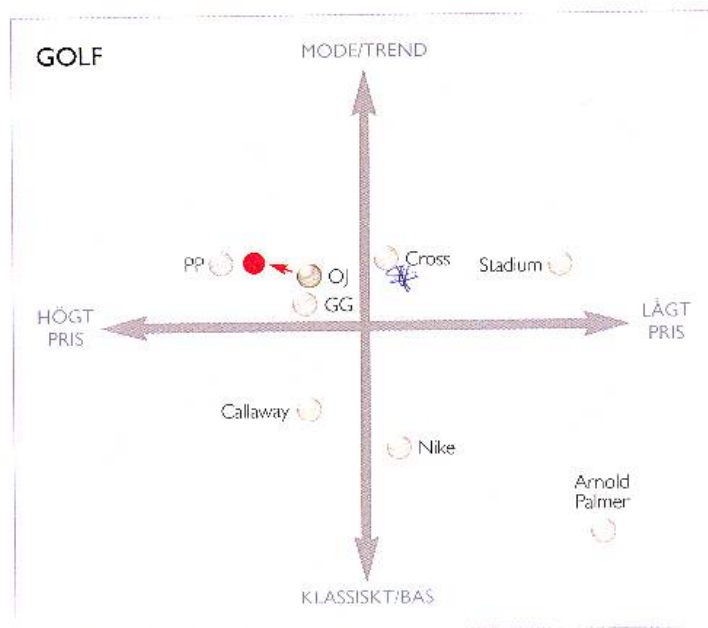 GOLF
MODE/TREND
PP
OJ
Cross
Stadium
GG
HÖGT
PRIS
LÅGT
PRIS
Callaway
Nike
Arnold
Palmer
KLASSISKT/BAS